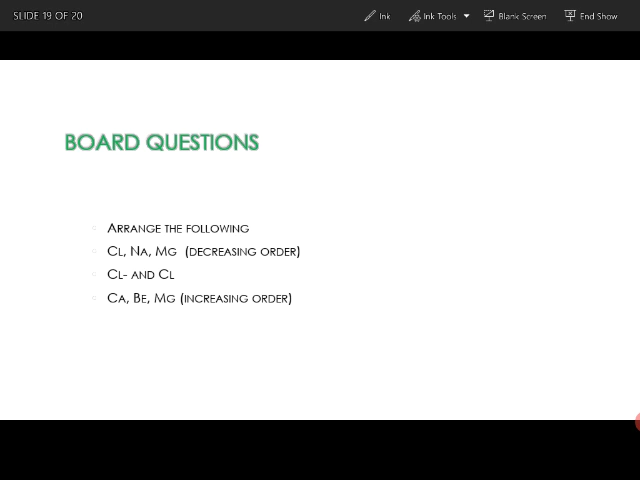 SLIDE 19 OF 20
Ink Ink Tools Blank Screen End Show
BOARD QUESTIONS
ARRANGE THE FOLLOWING
CL, NA, MG (DECREASING ORDER)
CL- AND CL
CA, BE, MG (INCREASING ORDER)